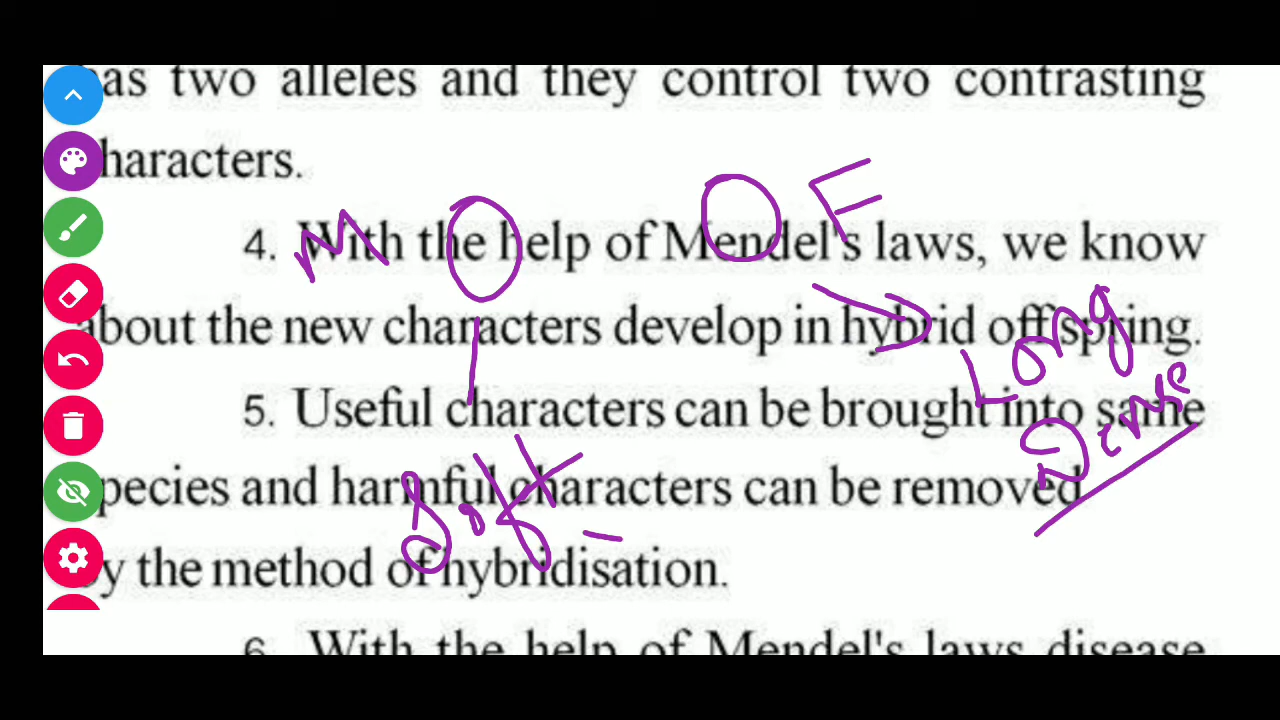 has two alleles and they control two contrasting
characters.
4. With the help of Mendel's laws, we know
about the new characters develop in hybrid offspring.
5. Useful characters can be brought into same
species and harmful characters can be removed
by the method of hybridisation.
6. With the help of Mendel's laws disease
M O O F
Long
Soft